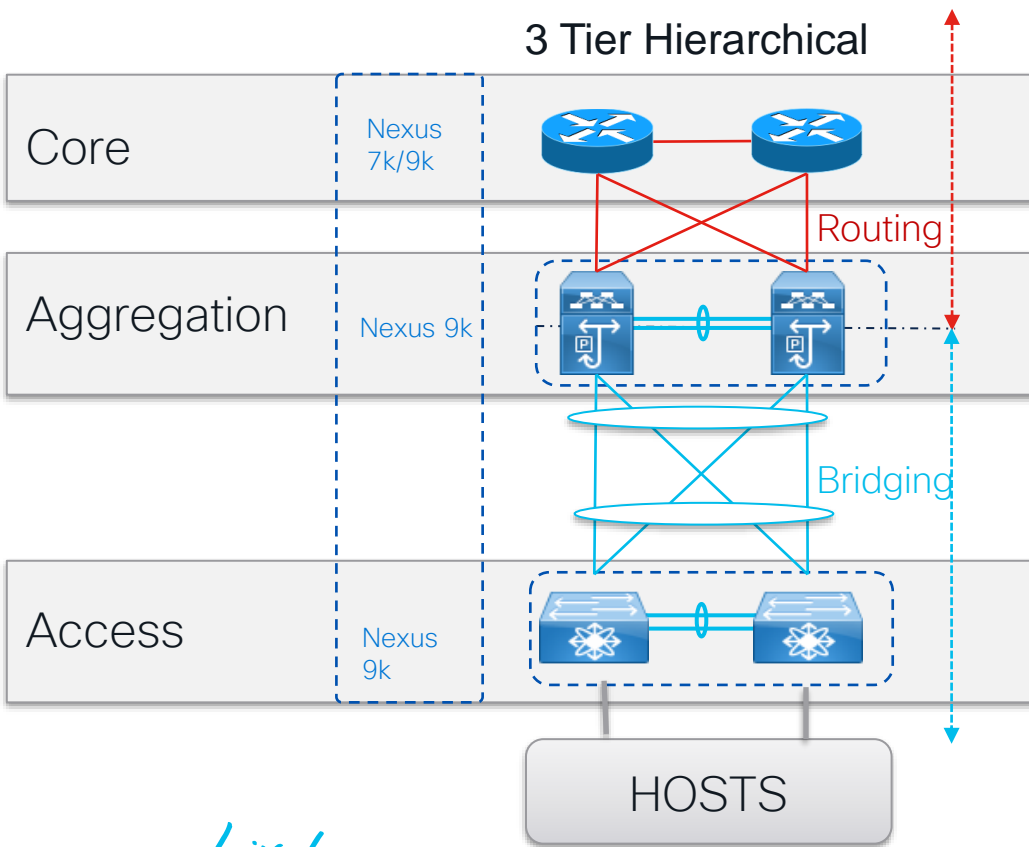 3 Tier Hierarchical
Core
Nexus
7k/9k
Routing
Aggregation
Nexus 9k
P
P
Bridging
Access
Nexus
9k
HOSTS